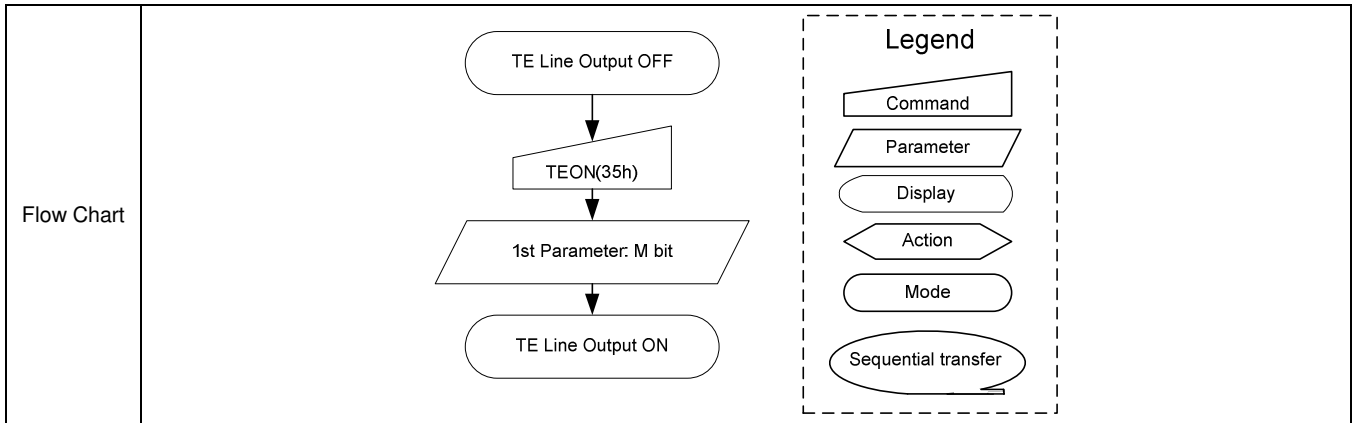 Flow Chart
TE Line Output OFF
TEON(35h)
1st Parameter: M bit
TE Line Output ON
Legend
Command
Parameter
Display
Action
Mode
Sequential transfer